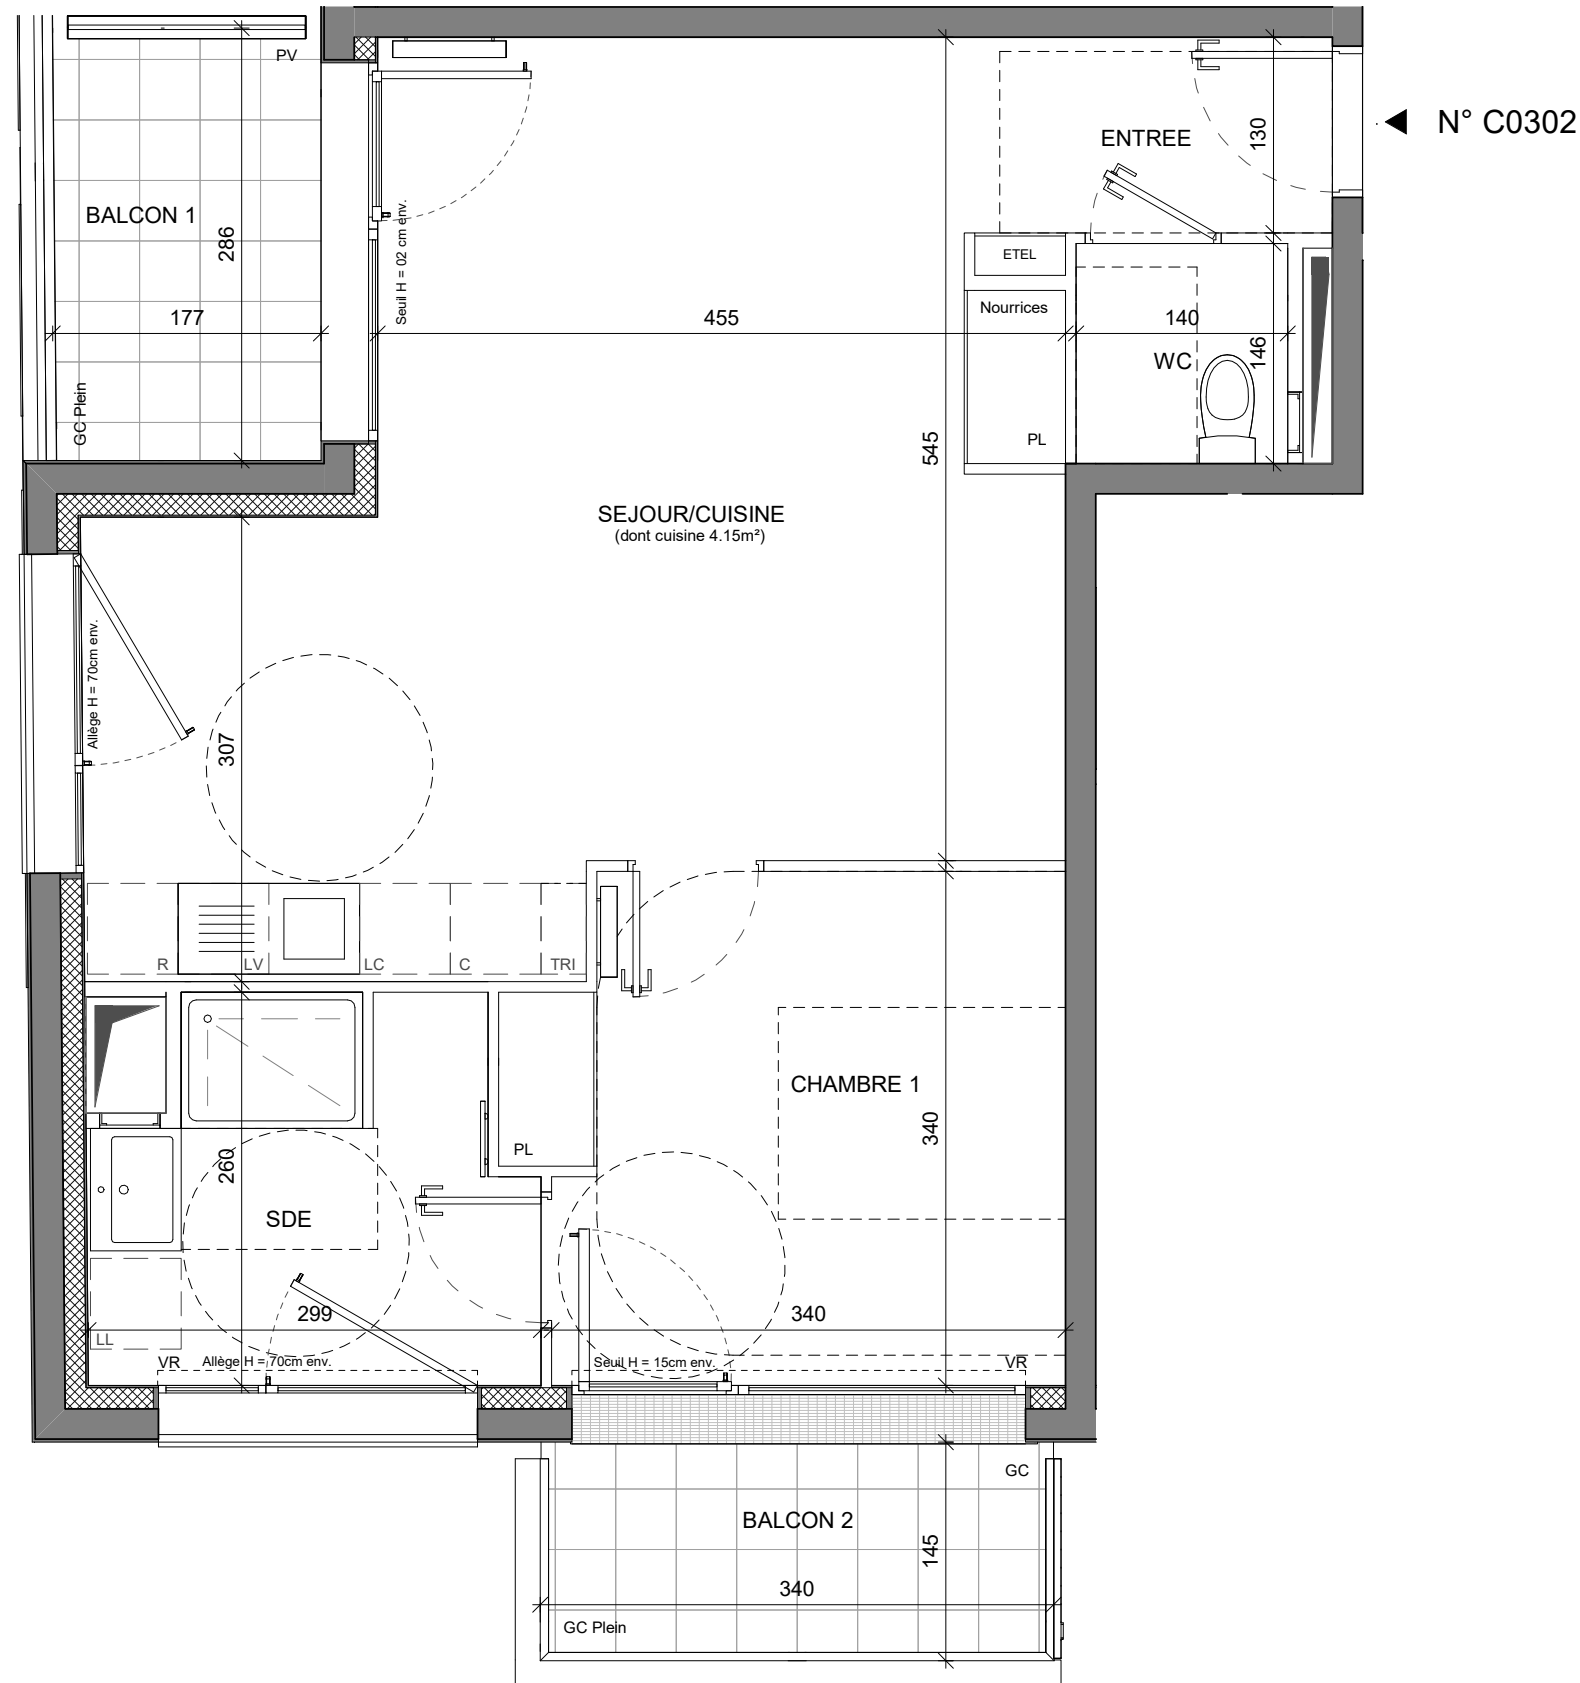 PV
N° C0302
130
ENTREE
BALCON 1
286
Seuil H = 02 cm env.
ETEL
Nourrices
177
455
140
146
WC
GC Plein
PL
545
SEJOUR/CUISINE
(dont cuisine 4.15m²)
Allège H = 70cm env.
307
R
LV
LC
C
TRI
CHAMBRE 1
340
PL
260
SDE
299
340
LL
VR
Allège H = 70cm env.
Seuil H = 15cm env.
VR
GC
BALCON 2
145
340
GC Plein